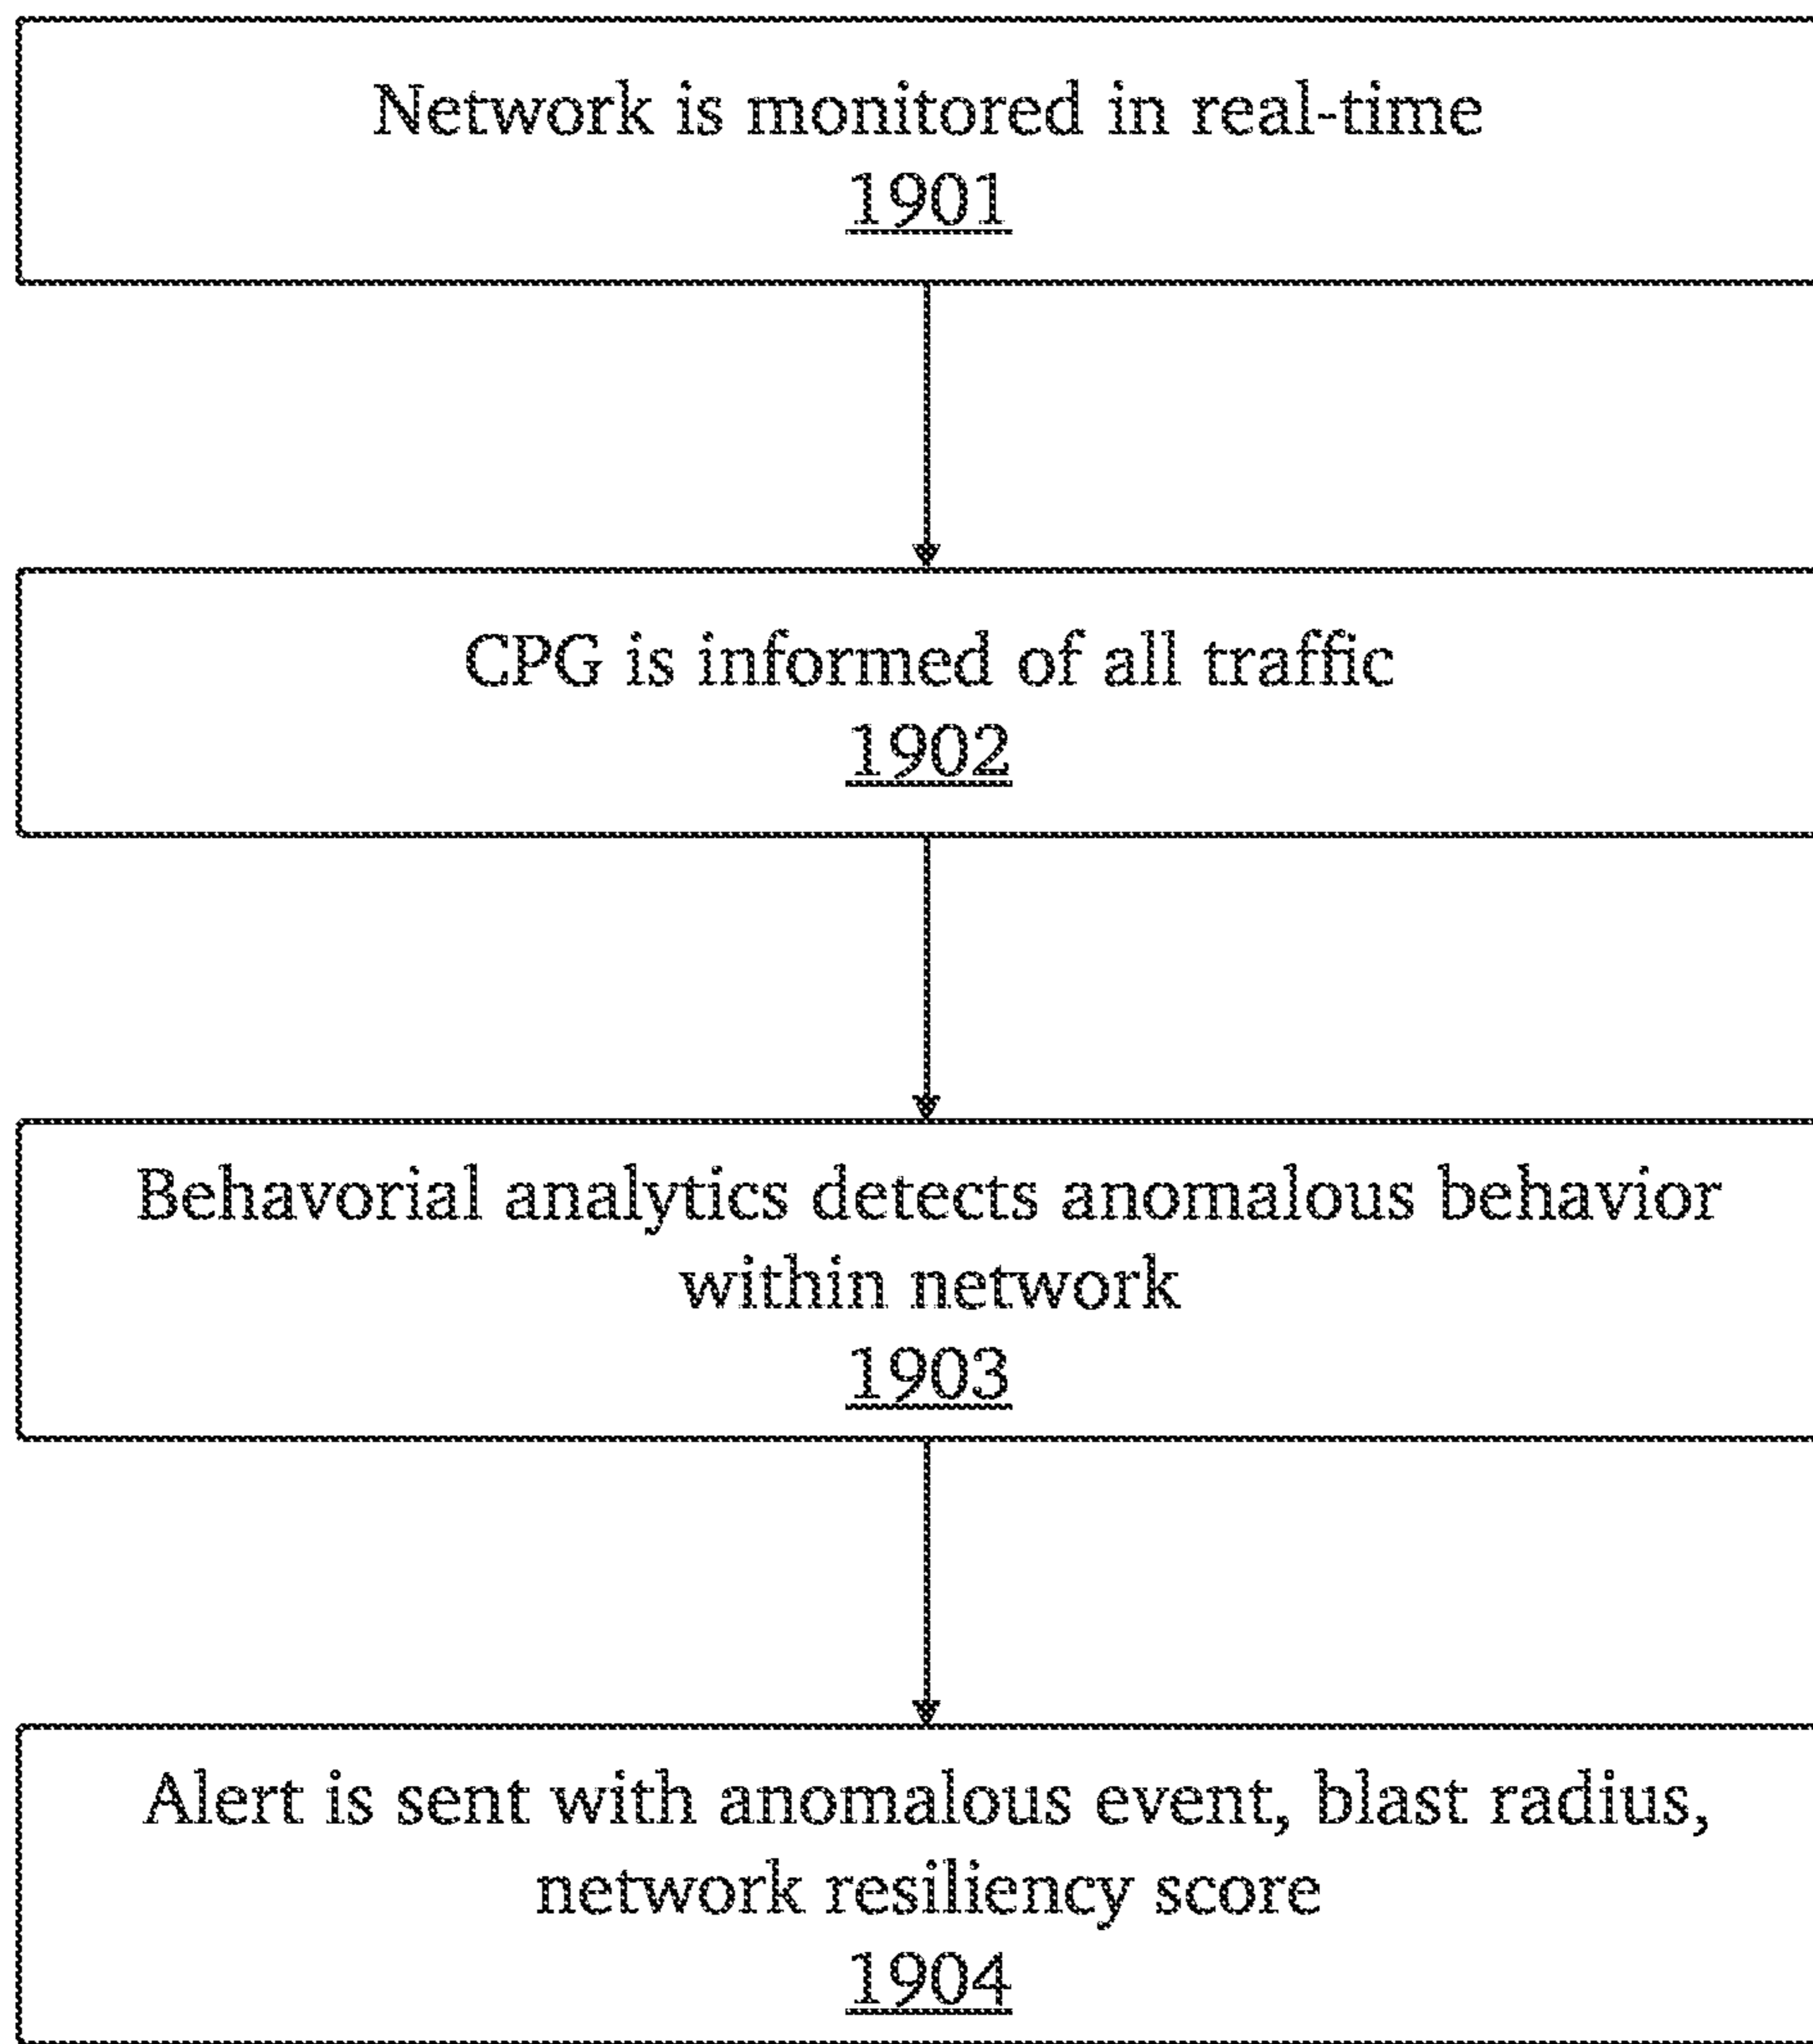 Network is monitored in real-time
1901
CPG is informed of all traffic
1902
Behavorial analytics detects anomalous behavior
within network
1903
Alert is sent with anomalous event, blast radius,
network resiliency score
1904